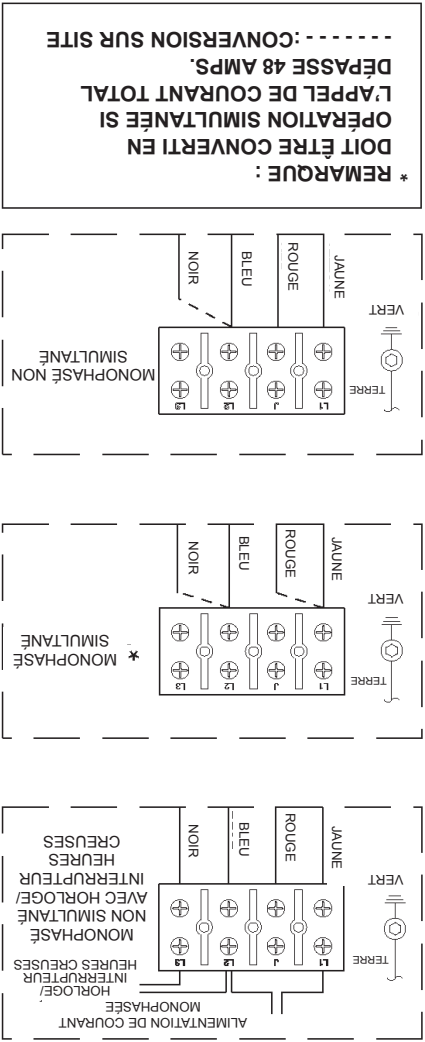 ALIMENTATION DE COURANT
MONOPHASÉE
HORLOGE/
INTERRUPTEUR
HEURES CREUSES
TERRE
L1 J L2 L3
VERT
JAUNE
ROUGE
BLEU
NOIR
MONOPHASÉ
NON SIMULTANÉ
AVEC HORLOGE/
INTERRUPTEUR
HEURES
CREUSES
TERRE
L1 J L2 L3
VERT
JAUNE
ROUGE
BLEU
NOIR
* MONOPHASÉ
SIMULTANÉ
TERRE
L1 J L2 L3
VERT
JAUNE
ROUGE
BLEU
NOIR
MONOPHASÉ NON
SIMULTANÉ
* REMARQUE :
DOIT ÊTRE CONVERTI EN
OPÉRATION SIMULTANÉE SI
L'APPEL DE COURANT TOTAL
DÉPASSE 48 AMPS.
- - - - - - - :CONVERSION SUR SITE